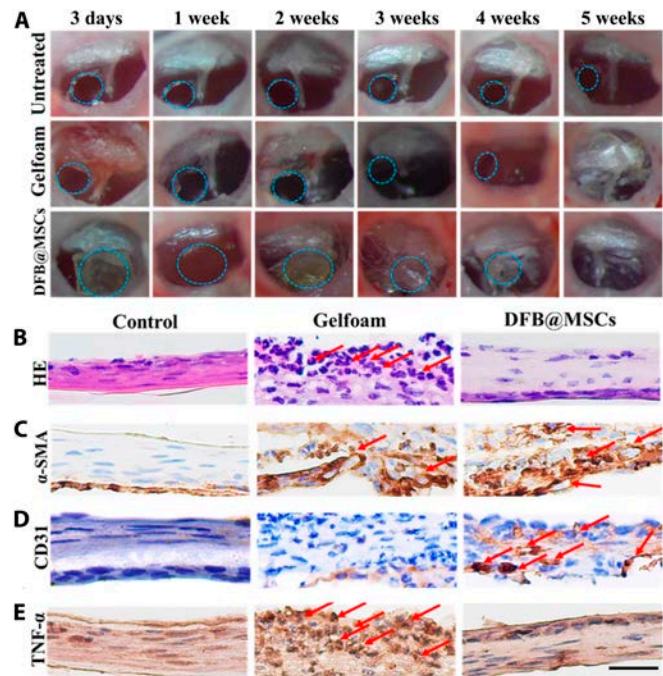 A
3 days 1 week 2 weeks 3 weeks 4 weeks 5 weeks
Untreated
Gelfoam
DFB@MSCs
Control Gelfoam DFB@MSCs
B
HE
C
α-SMA
D
CD31
E
TNF-α